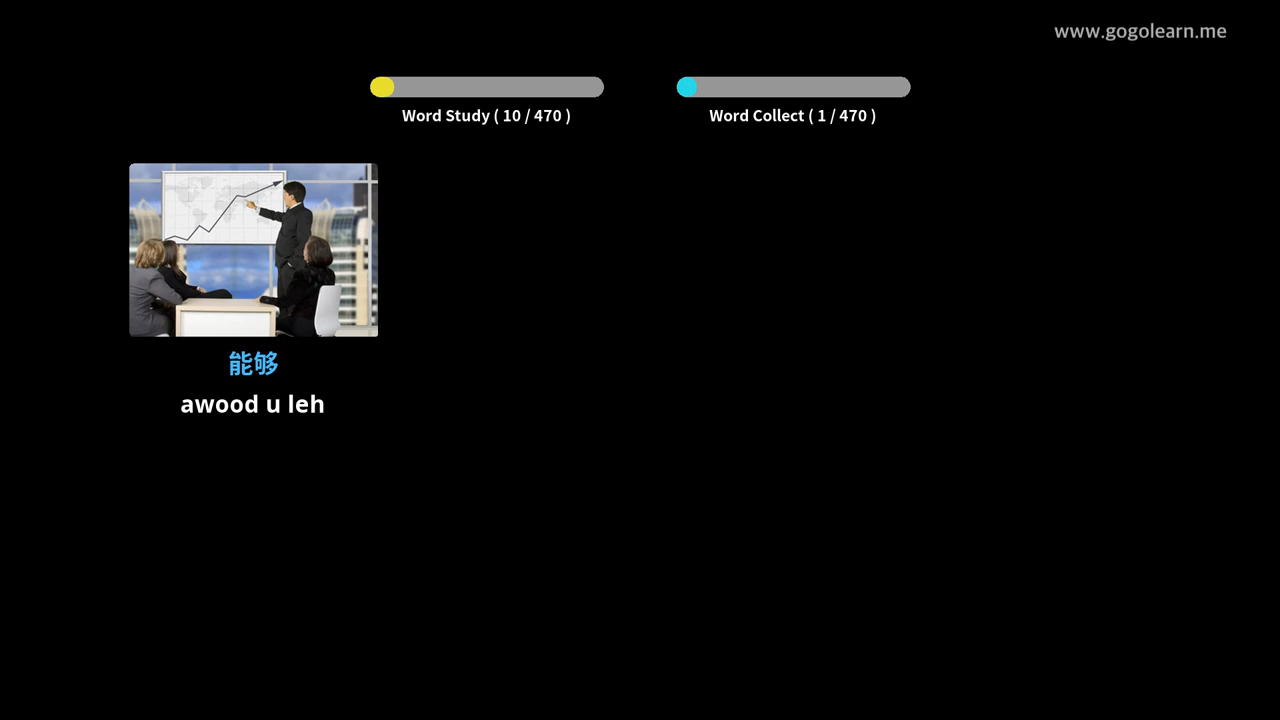 www.gogolearn.me
Word Study ( 10 / 470 )
Word Collect ( 1 / 470 )
能够
awood u leh